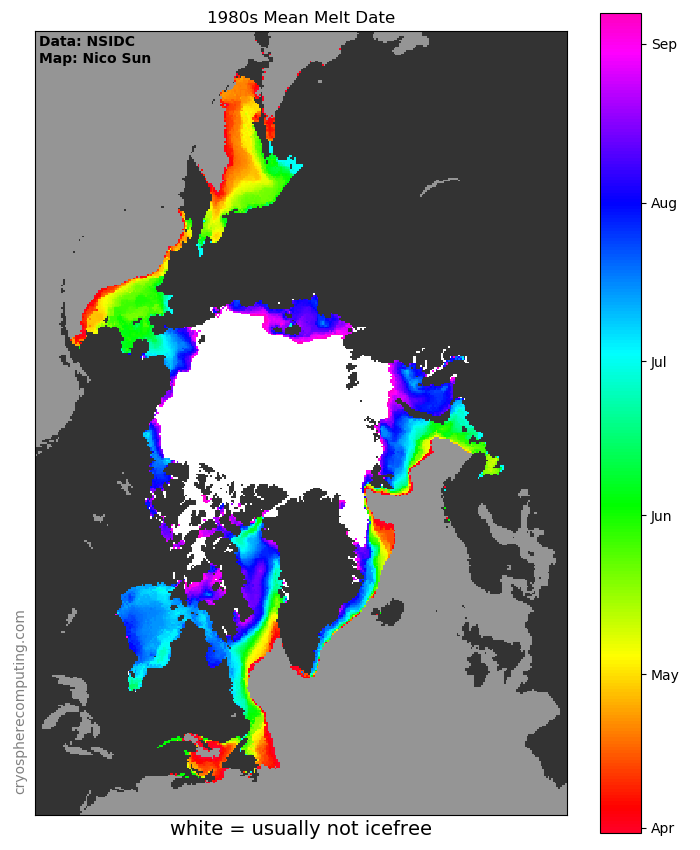 1980s Mean Melt Date
Data: NSIDC
Map: Nico Sun
Sep
Aug
Jul
Jun
May
Apr
cryospherecomputing.com
white = usually not icefree